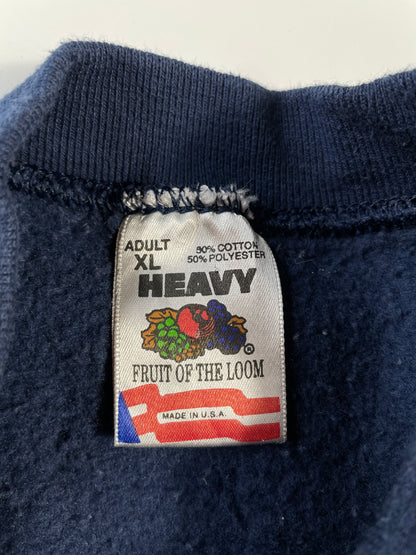 ADULT
XL
50% COTTON
50% POLYESTER
HEAVY
®
FRUIT OF THE LOOM
MADE IN U.S.A.